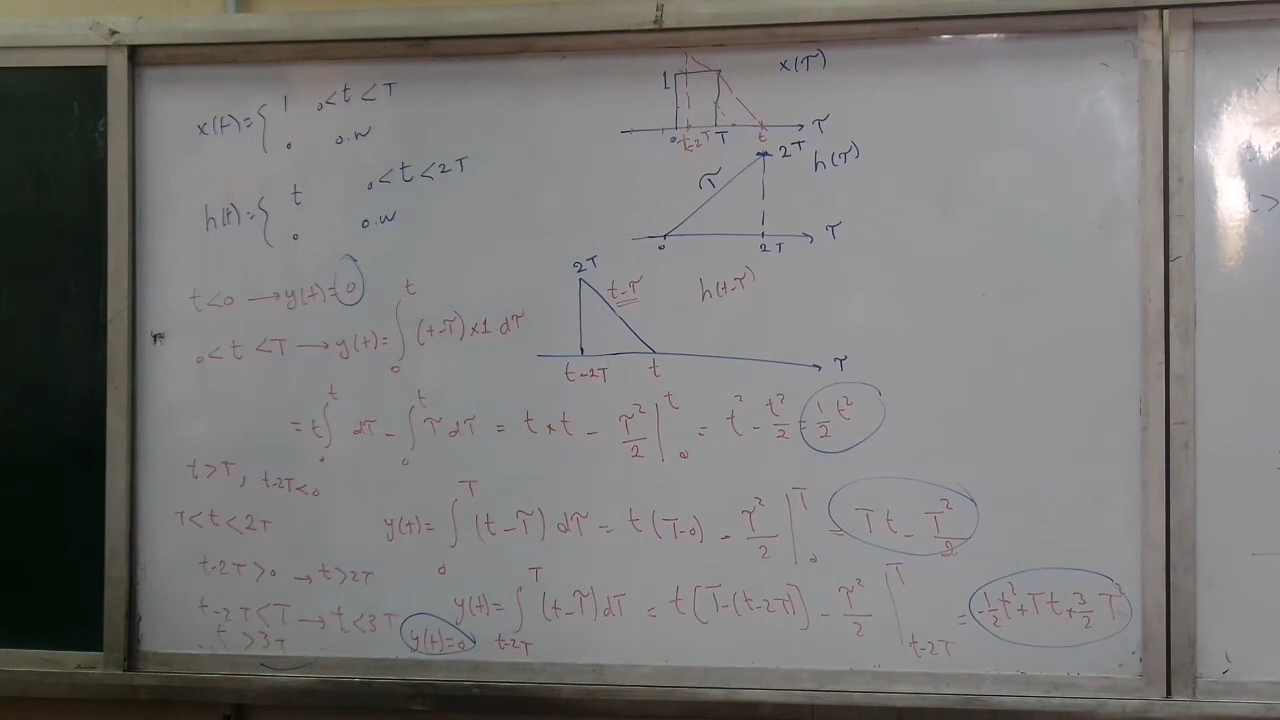 x(t)= { 1 0<t<T
0 o.w
h(t)= { t 0<t<2T
0 o.w
1 x(τ)
0 t-2T T t τ
2T h(τ)
τ
0 2T τ
2T
t-τ h(t-τ)
t-2T t τ
t<0 → y(t)=0
0<t<T → y(t)= ∫₀ᵗ (t-τ)×1 dτ
= t∫₀ᵗ dτ - ∫₀ᵗ τ dτ = t×t - τ²/2 |₀ᵗ = t² - t²/2 = 1/2 t²
t>T, t-2T<0
T<t<2T y(t)= ∫₀ᵀ (t-τ) dτ = t(T-0) - τ²/2 |₀ᵀ = Tt - T²/2
t-2T>0 → t>2T
t-2T<T → t<3T y(t)= ∫_{t-2T}^{T} (t-τ)dτ = t(T-(t-2T)) - τ²/2 |_{t-2T}^{T} = -1/2 t²+Tt+3/2 T²
t>3T y(t)=0